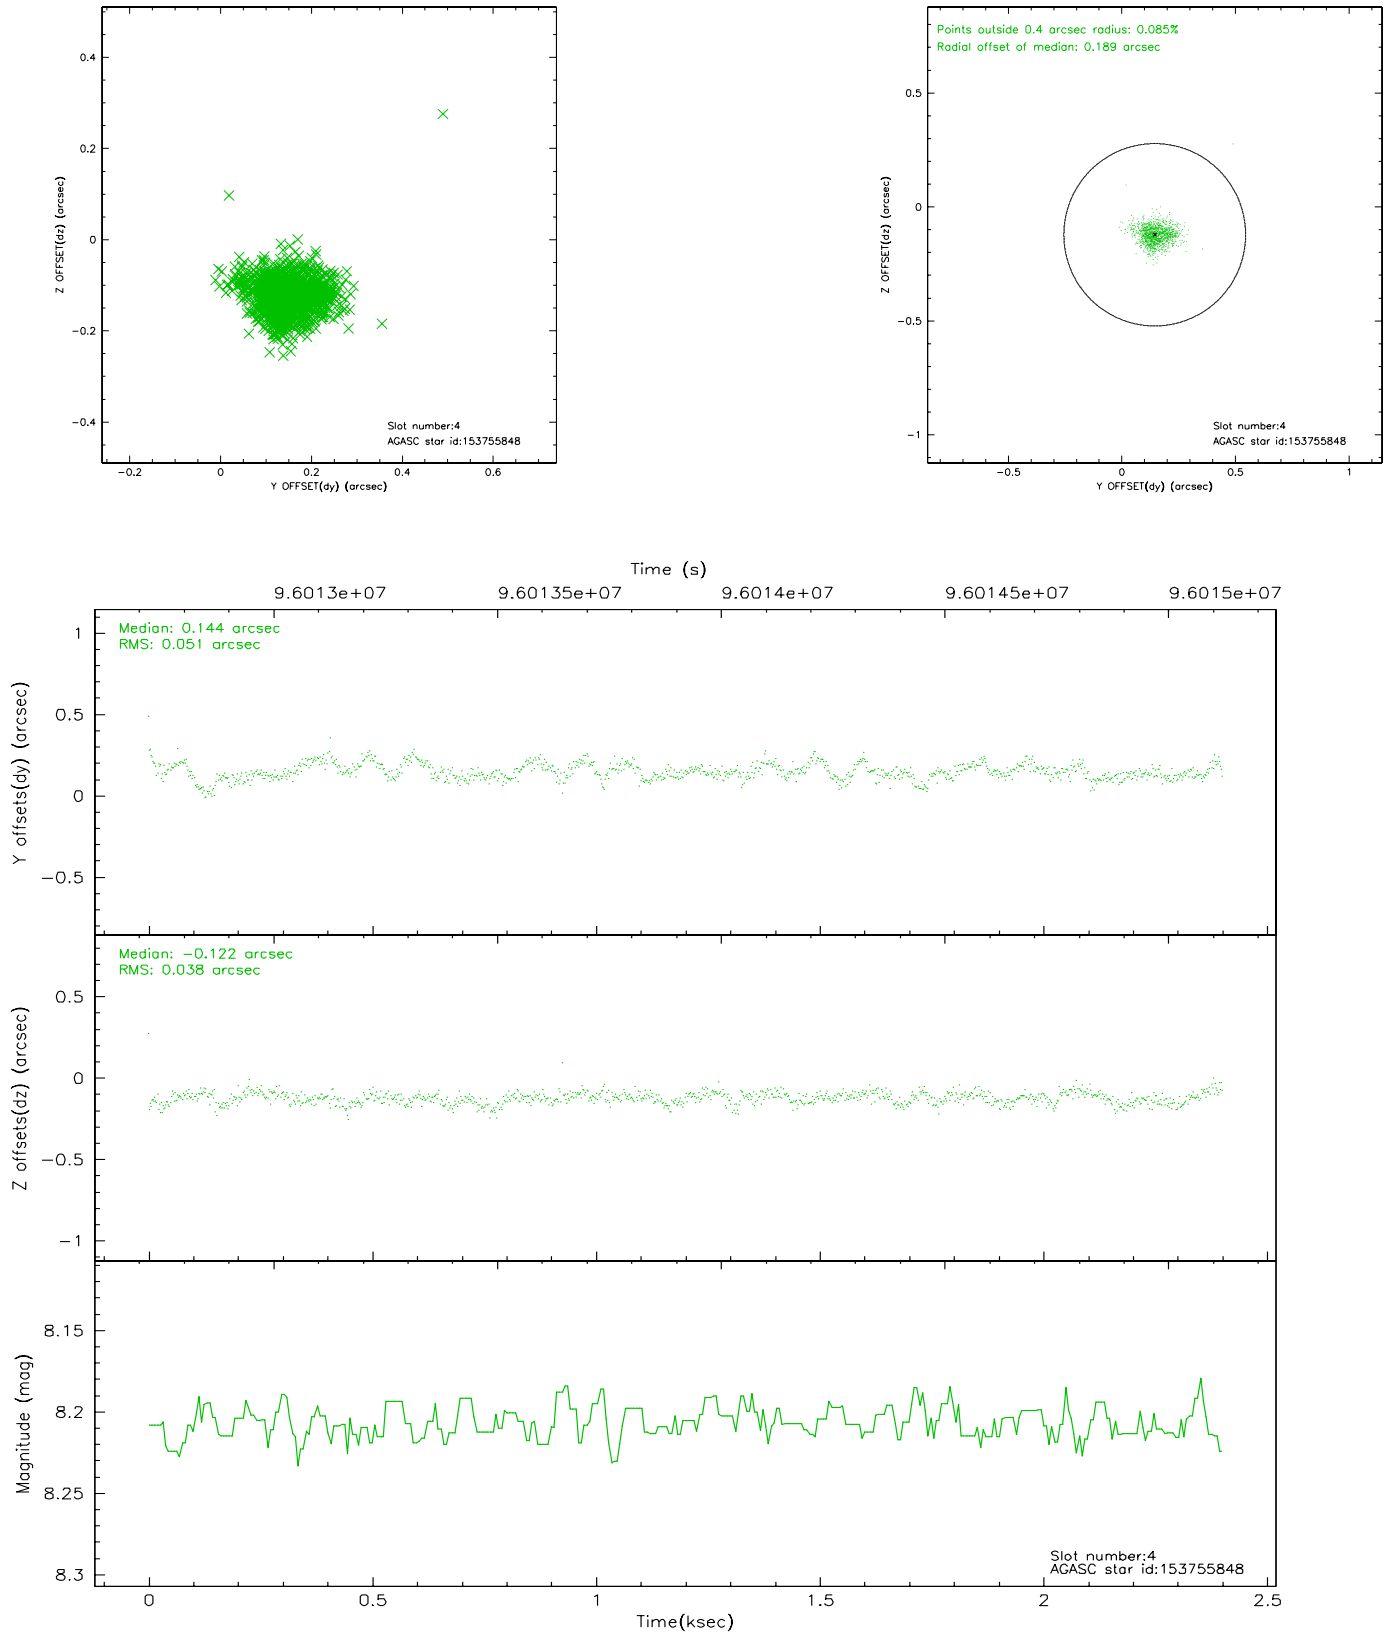 0.4
0.2
0
−0.2
−0.4
Z OFFSET(dz) (arcsec)
Slot number:4
AGASC star id:153755848
−0.2
0
0.2
0.4
0.6
Y OFFSET(dy) (arcsec)
Points outside 0.4 arcsec radius: 0.085%
Radial offset of median: 0.189 arcsec
0.5
0
−0.5
−1
Z OFFSET(dz) (arcsec)
Slot number:4
AGASC star id:153755848
−0.5
0
0.5
1
Y OFFSET(dy) (arcsec)
Time (s)
9.6013e+07
9.60135e+07
9.6014e+07
9.60145e+07
9.6015e+07
Median: 0.144 arcsec
RMS: 0.051 arcsec
1
0.5
0
−0.5
Y offsets(dy) (arcsec)
Median: −0.122 arcsec
RMS: 0.038 arcsec
0.5
0
−0.5
−1
Z offsets(dz) (arcsec)
8.15
8.2
8.25
8.3
Magnitude (mag)
Slot number:4
AGASC star id:153755848
0
0.5
1
1.5
2
2.5
Time(ksec)